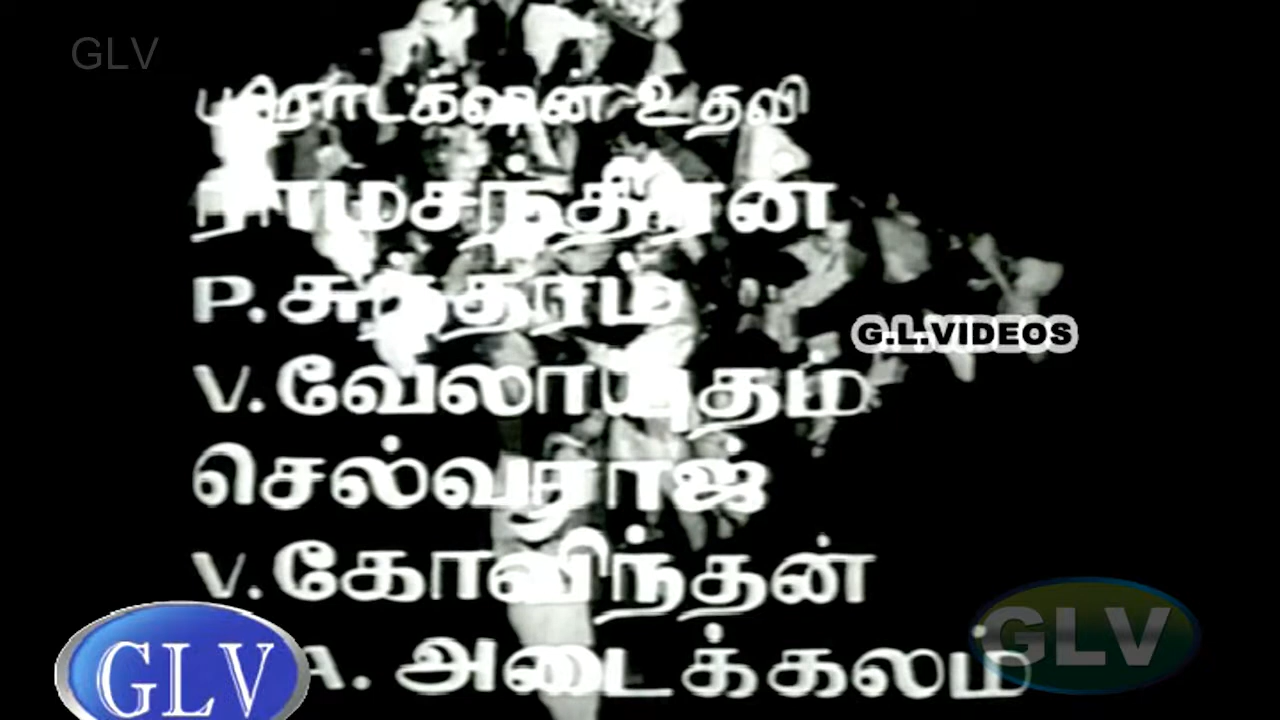 GLV
புரொடக்ஷன் உதவி
ராமசந்திரன்
P. சுந்தரம்
G.L.VIDEOS
V. வேலாயுதம்
செல்வராஜ்
V. கோவிந்தன்
A. அடைக்கலம்
GLV
GLV